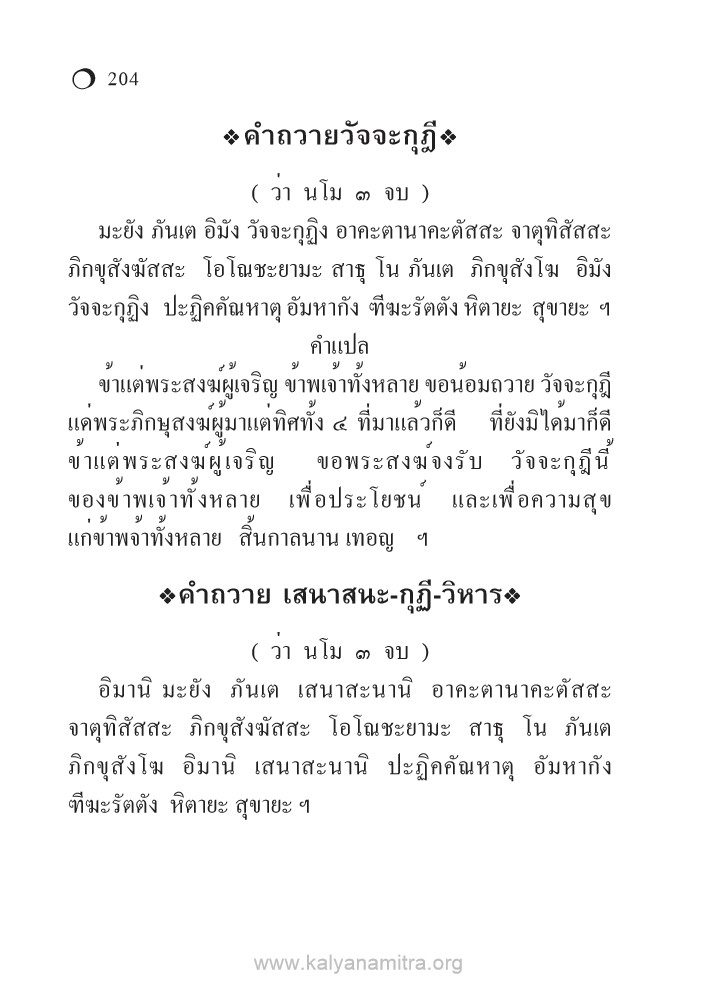 204
❖คำถวายวัจจะกุฎี❖
( ว่า นโม ๓ จบ )
มะยัง ภันเต อิมัง วัจจะกุฏิง อาคะตานาคะตัสสะ จาตุทิสัสสะ
ภิกขุสังฆัสสะ โอโณชะยามะ สาธุ โน ภันเต ภิกขุสังโฆ อิมัง
วัจจะกุฏิง ปะฏิคคัณหาตุ อัมหากัง ฑีฆะรัตตัง หิตายะ สุขายะ ฯ
คำแปล
ข้าแต่พระสงฆ์ผู้เจริญ ข้าพเจ้าทั้งหลาย ขอน้อมถวาย วัจจะกุฎี
แด่พระภิกษุสงฆ์ผู้มาแต่ทิศทั้ง ๔ ที่มาแล้วก็ดี ที่ยังมิได้มาก็ดี
ข้าแต่พระสงฆ์ผู้เจริญ ขอพระสงฆ์จงรับ วัจจะกุฎีนี้
ของข้าพเจ้าทั้งหลาย เพื่อประโยชน์ และเพื่อความสุข
แก่ข้าพจ้าทั้งหลาย สิ้นกาลนาน เทอญ ฯ
❖คำถวาย เสนาสนะ-กุฏี-วิหาร❖
( ว่า นโม ๓ จบ )
อิมานิ มะยัง ภันเต เสนาสะนานิ อาคะตานาคะตัสสะ
จาตุทิสัสสะ ภิกขุสังฆัสสะ โอโณชะยามะ สาธุ โน ภันเต
ภิกขุสังโฆ อิมานิ เสนาสะนานิ ปะฏิคคัณหาตุ อัมหากัง
ฑีฆะรัตตัง หิตายะ สุขายะ ฯ
www.kalyanamitra.org